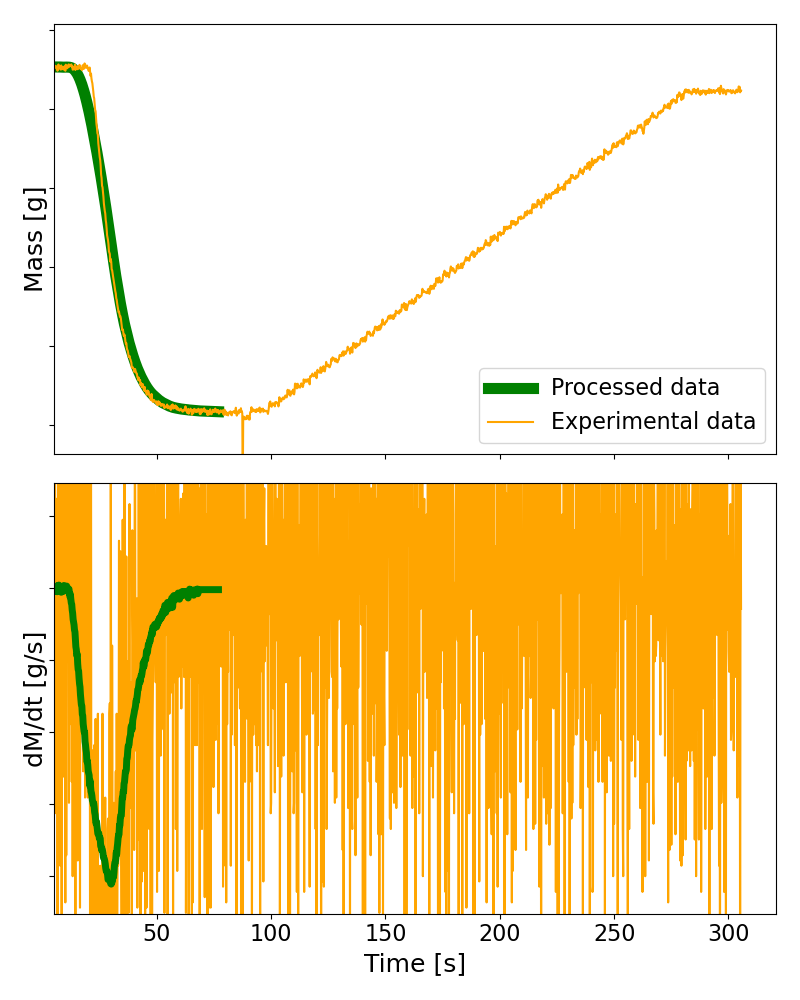 Mass [g]
Processed data
Experimental data
dM/dt [g/s]
50 100 150 200 250 300
Time [s]